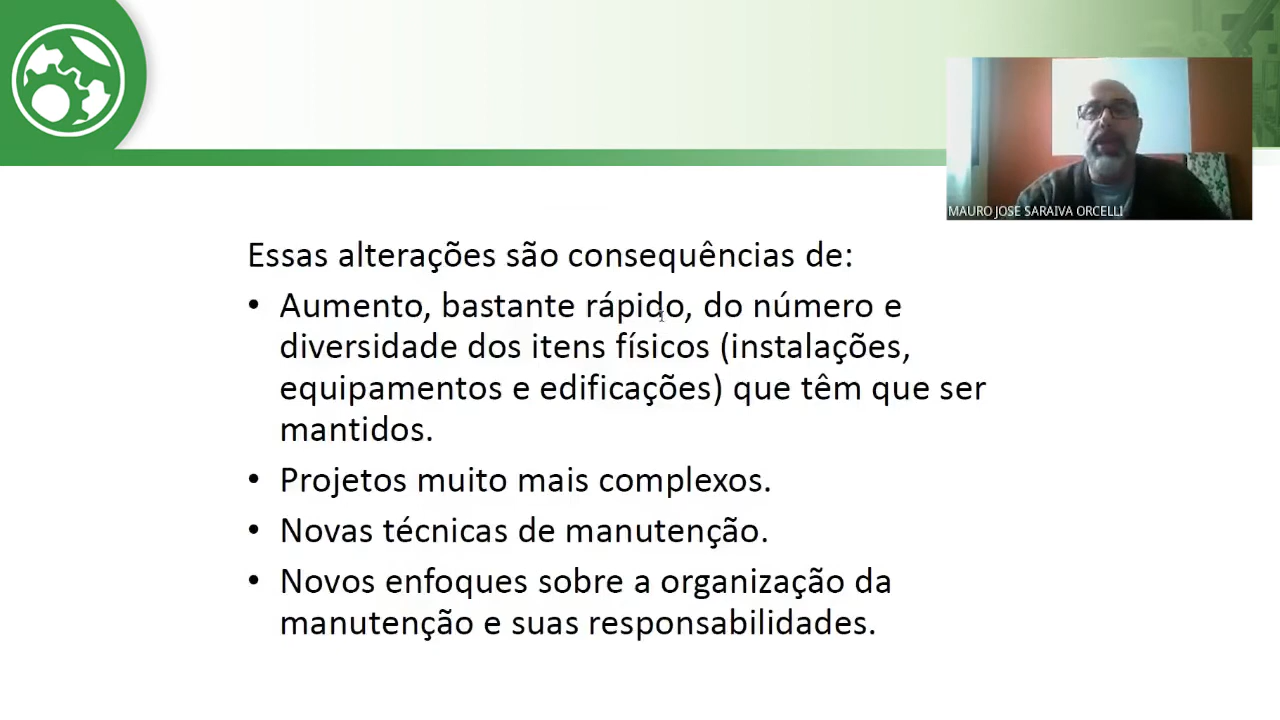 MAURO JOSE SARAIVA ORCELLI
Essas alterações são consequências de:
• Aumento, bastante rápido, do número e
diversidade dos itens físicos (instalações,
equipamentos e edificações) que têm que ser
mantidos.
• Projetos muito mais complexos.
• Novas técnicas de manutenção.
• Novos enfoques sobre a organização da
manutenção e suas responsabilidades.